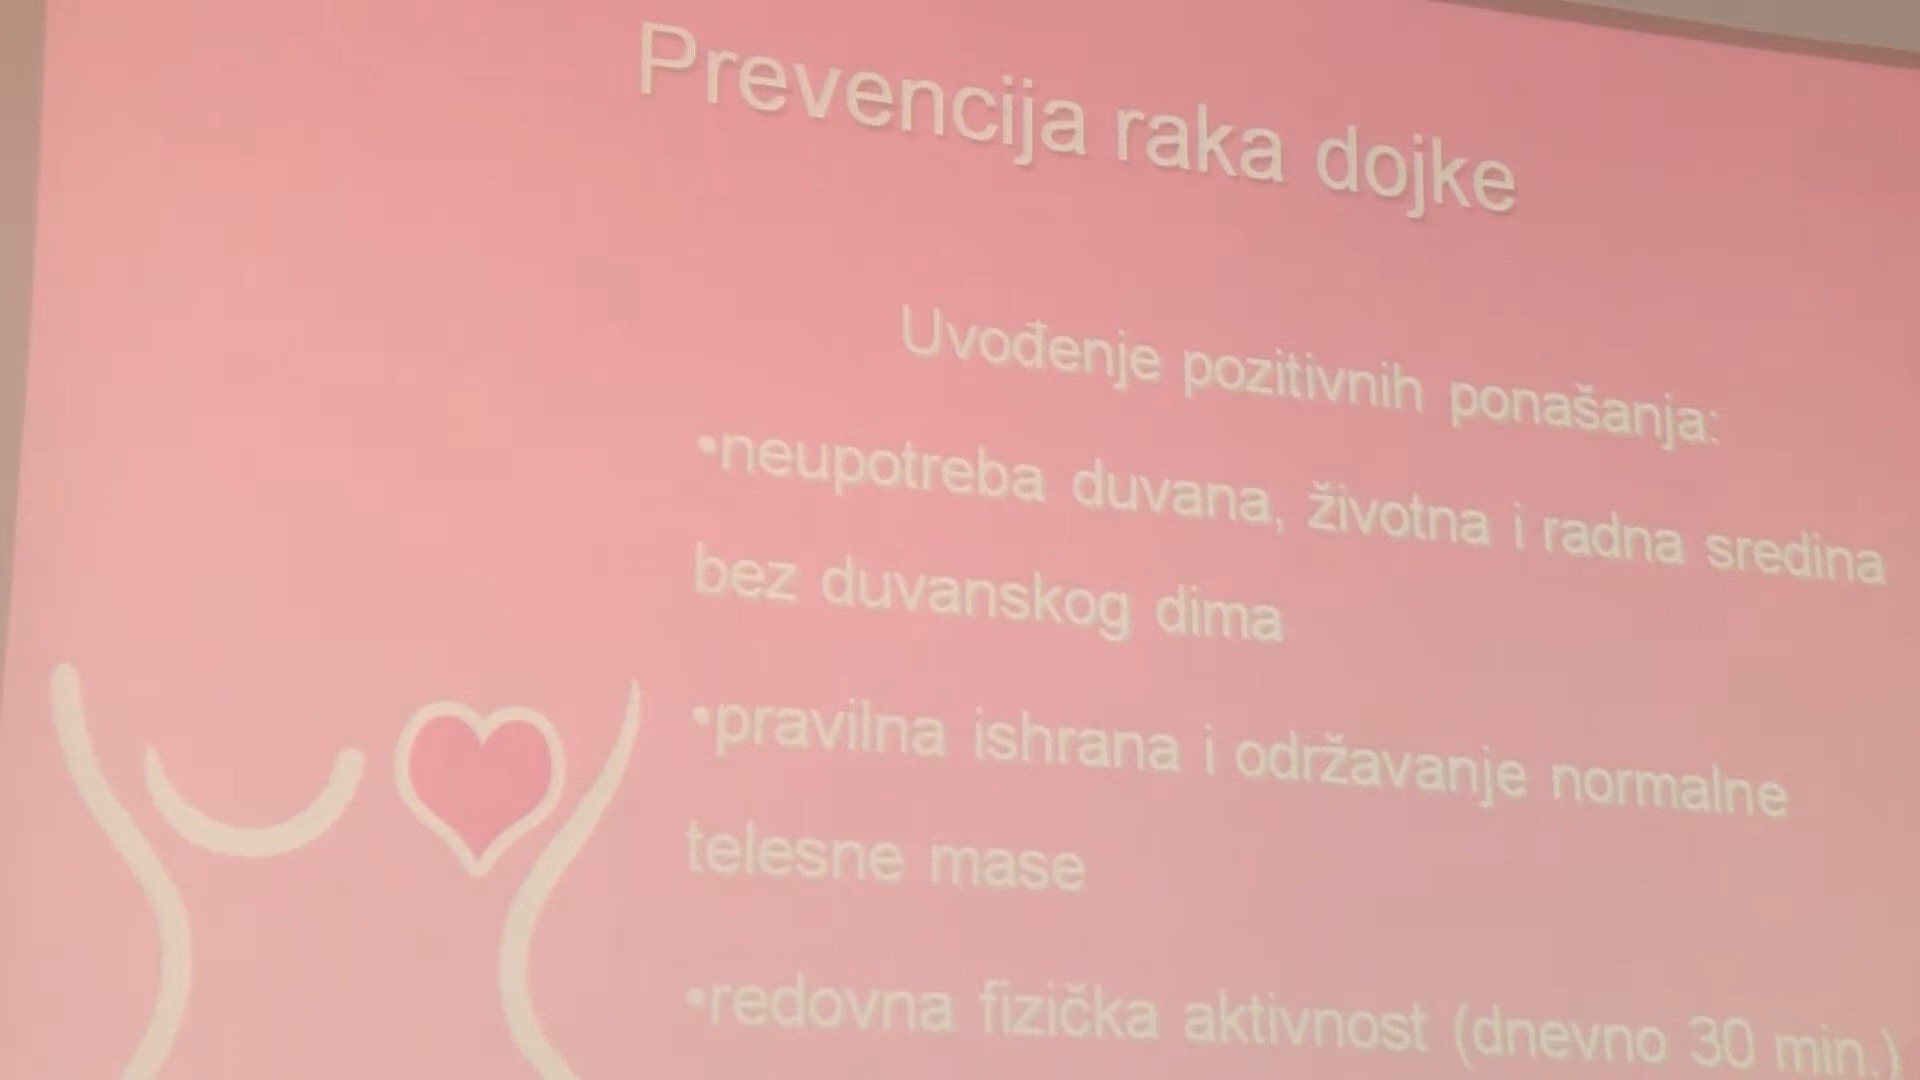 Prevencija raka dojke
Uvođenje pozitivnih ponašanja:
•neupotreba duvana, životna i radna sredina
bez duvanskog dima
•pravilna ishrana i održavanje normalne
telesne mase
•redovna fizička aktivnost (dnevno 30 min.)